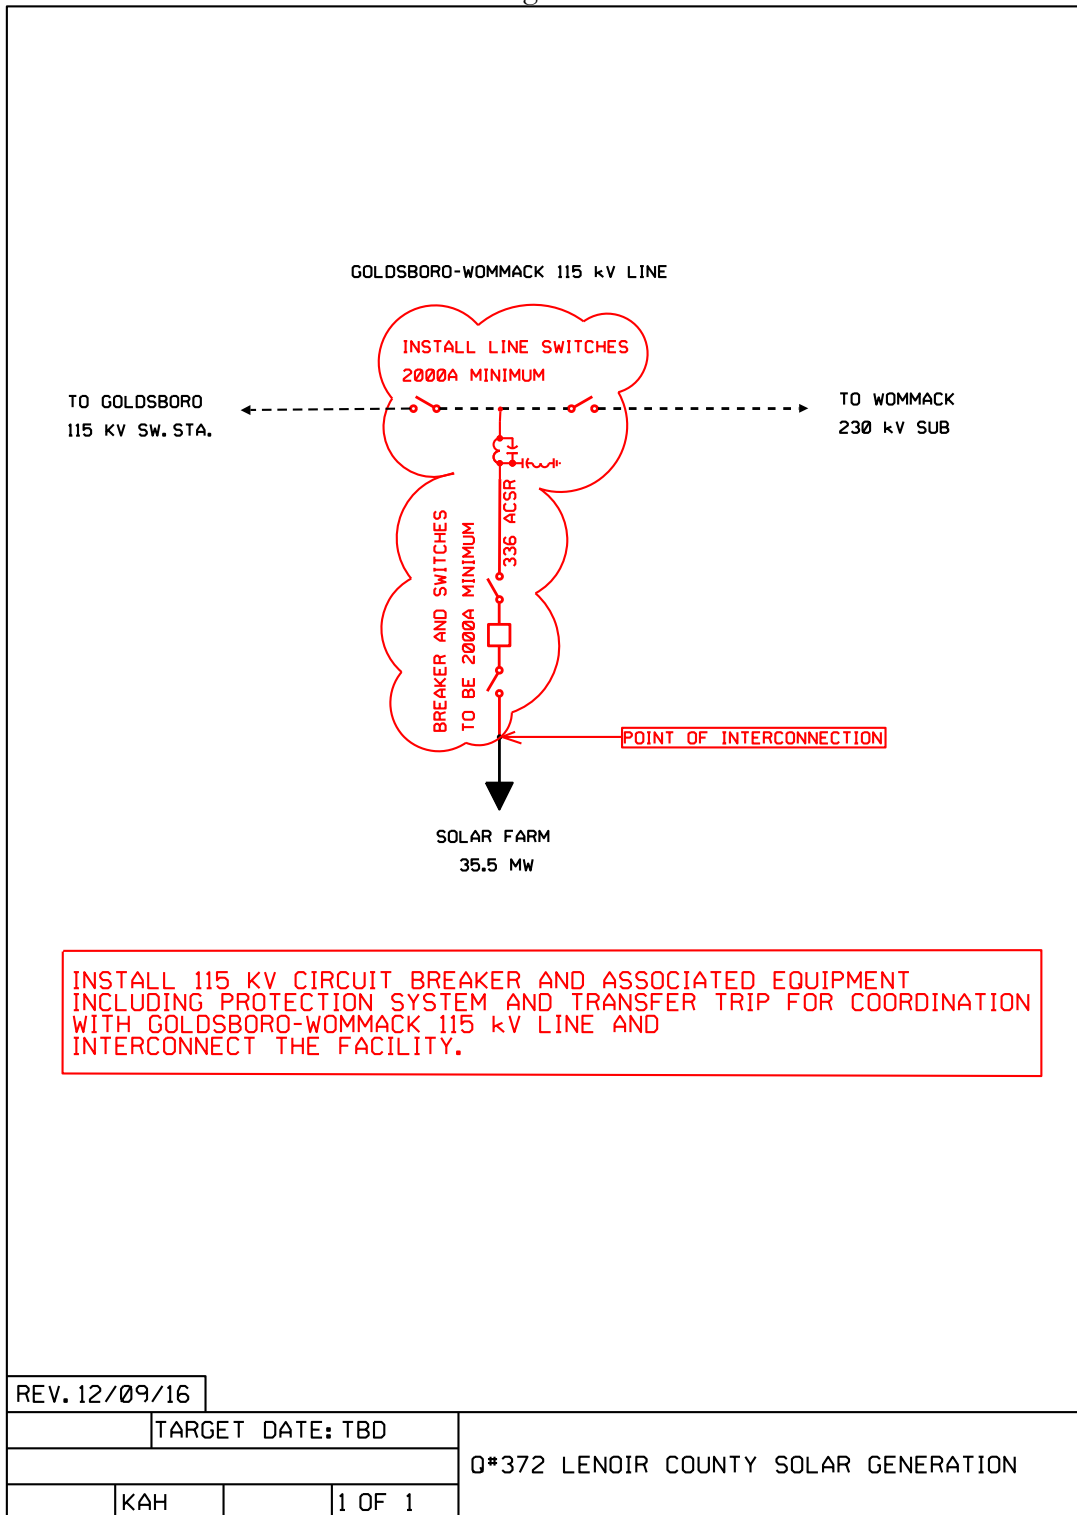 GOLDSBORO-WOMMACK 115 kV LINE
INSTALL LINE SWITCHES
2000A MINIMUM
TO GOLDSBORO
115 KV SW. STA.
TO WOMMACK
230 kV SUB
336 ACSR
BREAKER AND SWITCHES
TO BE 2000A MINIMUM
POINT OF INTERCONNECTION
SOLAR FARM
35.5 MW
INSTALL 115 KV CIRCUIT BREAKER AND ASSOCIATED EQUIPMENT
INCLUDING PROTECTION SYSTEM AND TRANSFER TRIP FOR COORDINATION
WITH GOLDSBORO-WOMMACK 115 kV LINE AND
INTERCONNECT THE FACILITY.
REV. 12/09/16
TARGET DATE: TBD
Q#372 LENOIR COUNTY SOLAR GENERATION
KAH
1 OF 1